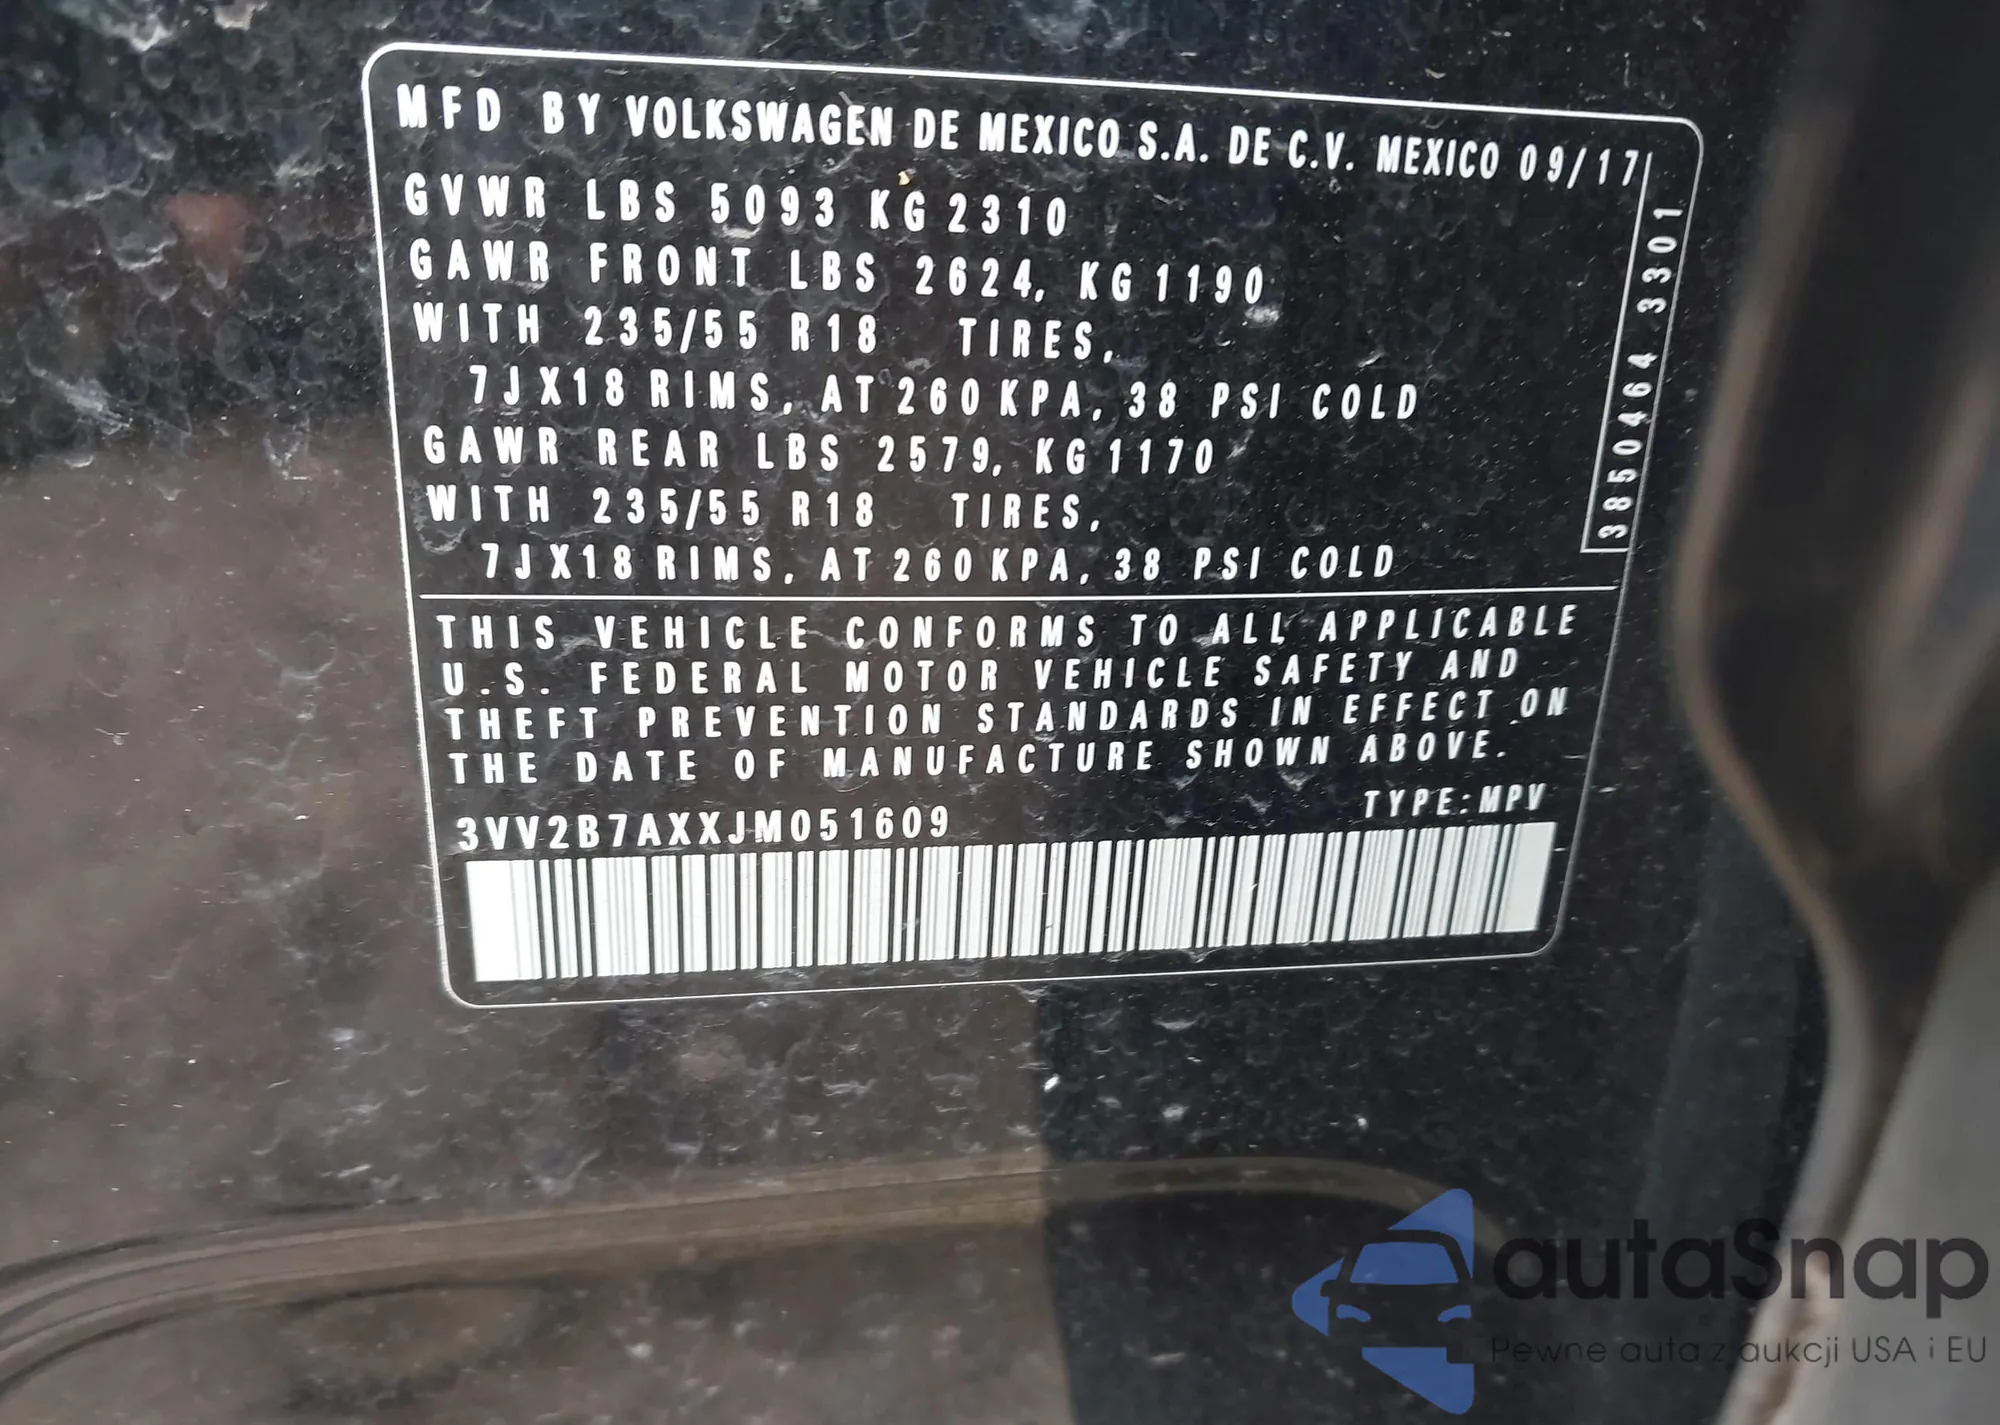 MFD BY VOLKSWAGEN DE MEXICO S.A. DE C.V. MEXICO 09/17
GVWR LBS 5093 KG 2310
GAWR FRONT LBS 2624, KG 1190
WITH 235/55 R18 TIRES,
7JX18 RIMS, AT 260 KPA, 38 PSI COLD
GAWR REAR LBS 2579, KG 1170
WITH 235/55 R18 TIRES,
7JX18 RIMS, AT 260 KPA, 38 PSI COLD
3850464 3301
THIS VEHICLE CONFORMS TO ALL APPLICABLE
U.S. FEDERAL MOTOR VEHICLE SAFETY AND
THEFT PREVENTION STANDARDS IN EFFECT ON
THE DATE OF MANUFACTURE SHOWN ABOVE.
3VV2B7AXXJM051609 TYPE: MPV
autaSnap
Pewne auta z aukcji USA i EU